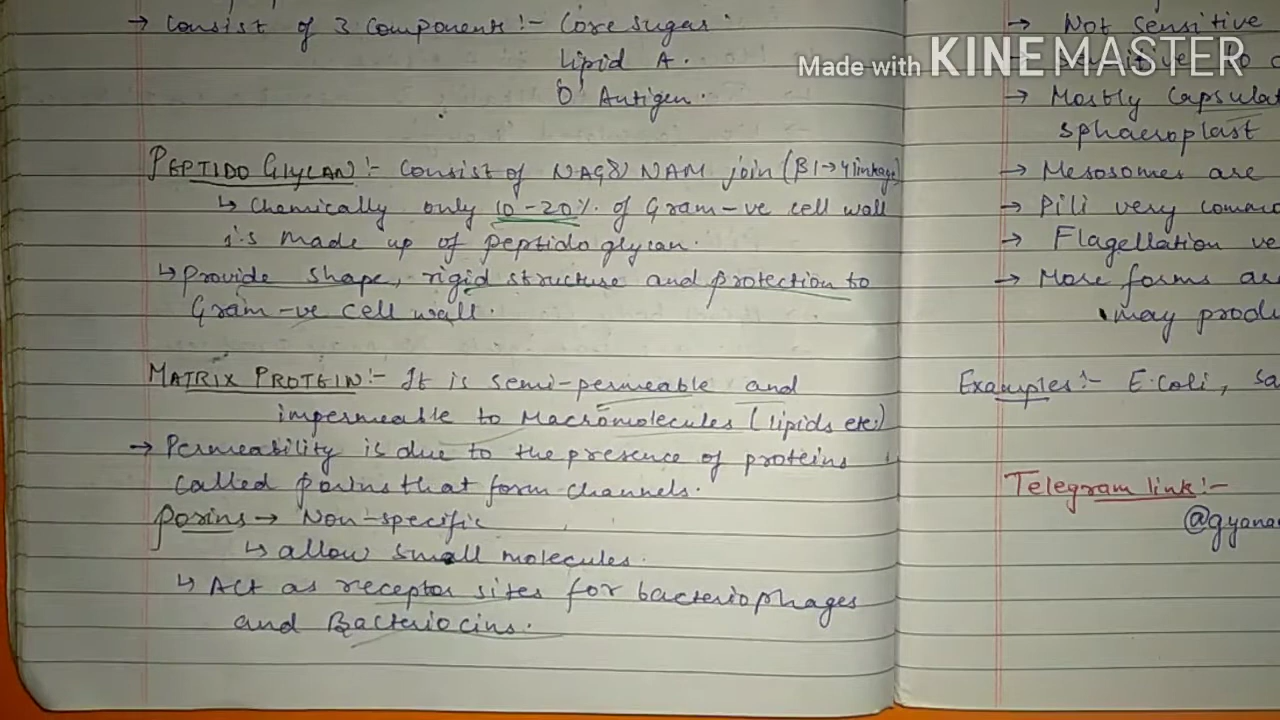 → Consist of 3 Components:- Core sugar
Lipid A.
O' Antigen.
PEPTIDO GLYCAN:- Consist of NAG & NAM join (β1→4 linkage)
↳ Chemically only 10-20% of Gram-ve cell wall
is made up of peptido glycan.
↳ Provide shape, rigid structure and protection to
Gram-ve cell wall.
MATRIX PROTEIN:- It is semi-permeable and
impermeable to Macromolecules (lipids etc.)
→ Permeability is due to the presence of proteins
called porins that form channels.
Porins → Non-specific
↳ allow small molecules.
↳ Act as receptor sites for bacteriophages
and Bacteriocins.
→ Not Sensitive
Made with KINEMASTER
→ Mostly Capsulat
sphaeroplast
→ Mesosomes are
→ Pili very commo
→ Flagellation ve
→ More forms are
may produ
Examples:- E.Coli, Sa
Telegram link:-
@gyana